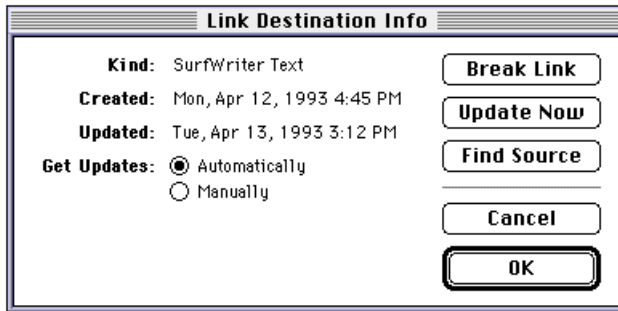 Link Destination Info
Kind: SurfWriter Text
Created: Mon, Apr 12, 1993 4:45 PM
Updated: Tue, Apr 13, 1993 3:12 PM
Get Updates: Automatically
Manually
Break Link
Update Now
Find Source
Cancel
OK